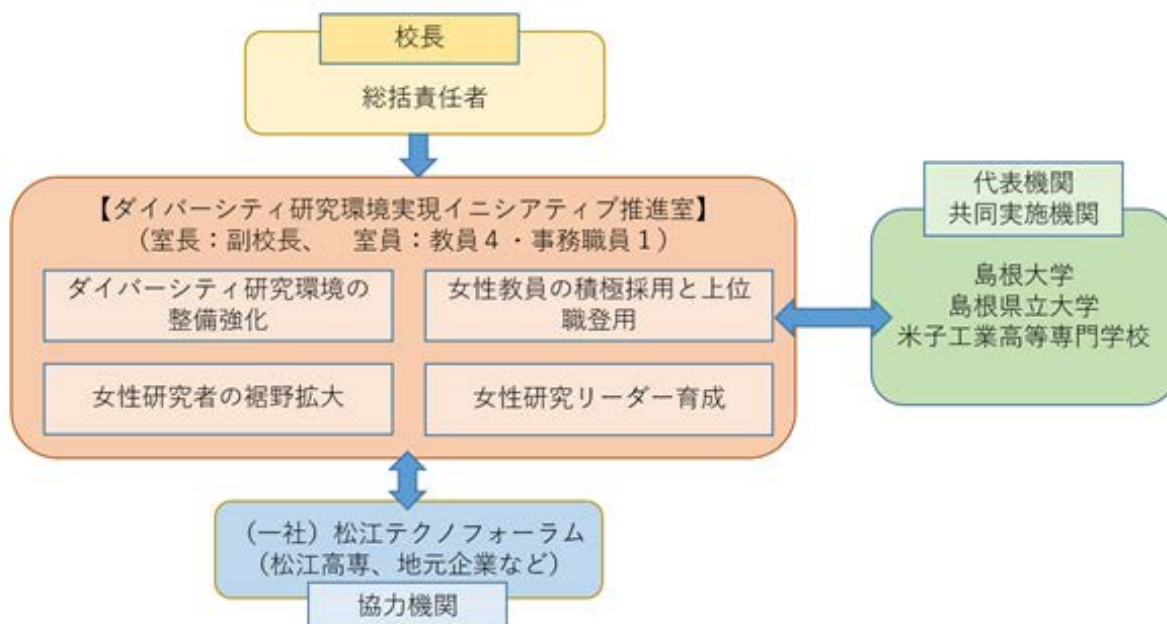 校長
総括責任者
【ダイバーシティ研究環境実現イニシアティブ推進室】
（室長：副校長、　室員：教員４・事務職員１）
ダイバーシティ研究環境の
整備強化
女性教員の積極採用と上位
職登用
女性研究者の裾野拡大
女性研究リーダー育成
代表機関
共同実施機関
島根大学
島根県立大学
米子工業高等専門学校
（一社）松江テクノフォーラム
（松江高専、地元企業など）
協力機関